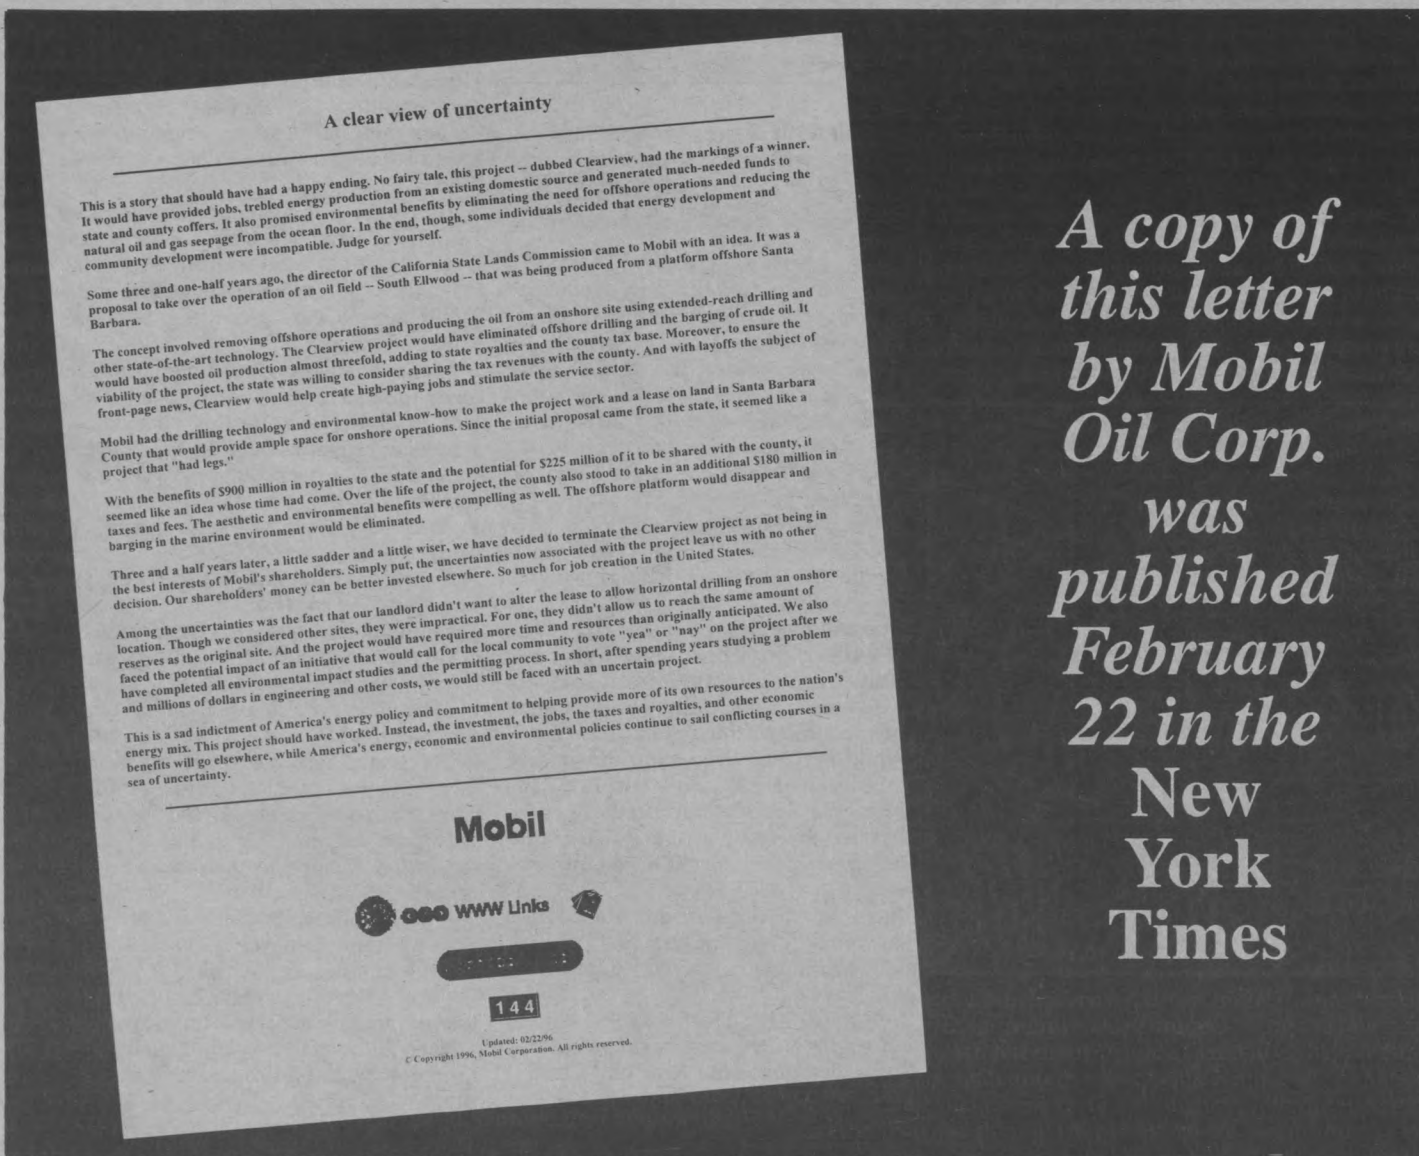 A clear view of uncertainty
This is a story that should have had a happy ending. No fairy tale, this project -- dubbed Clearview, had the markings of a winner.
It would have provided jobs, trebled energy production from an existing domestic source and generated much-needed funds to
state and county coffers. It also promised environmental benefits by eliminating the need for offshore operations and reducing the
natural oil and gas seepage from the ocean floor. In the end, though, some individuals decided that energy development and
community development were incompatible. Judge for yourself.
Some three and one-half years ago, the director of the California State Lands Commission came to Mobil with an idea. It was a
proposal to take over the operation of an oil field -- South Ellwood -- that was being produced from a platform offshore Santa
Barbara.
The concept involved removing offshore operations and producing the oil from an onshore site using extended-reach drilling and
other state-of-the-art technology. The Clearview project would have eliminated offshore drilling and the barging of crude oil. It
would have boosted oil production almost threefold, adding to state royalties and the county tax base. Moreover, to ensure the
viability of the project, the state was willing to consider sharing the tax revenues with the county. And with layoffs the subject of
front-page news, Clearview would help create high-paying jobs and stimulate the service sector.
Mobil had the drilling technology and environmental know-how to make the project work and a lease on land in Santa Barbara
County that would provide ample space for onshore operations. Since the initial proposal came from the state, it seemed like a
project that "had legs."
With the benefits of $900 million in royalties to the state and the potential for $225 million of it to be shared with the county, it
seemed like an idea whose time had come. Over the life of the project, the county also stood to take in an additional $180 million in
taxes and fees. The aesthetic and environmental benefits were compelling as well. The offshore platform would disappear and
barging in the marine environment would be eliminated.
Three and a half years later, a little sadder and a little wiser, we have decided to terminate the Clearview project as not being in
the best interests of Mobil's shareholders. Simply put, the uncertainties now associated with the project leave us with no other
decision. Our shareholders' money can be better invested elsewhere. So much for job creation in the United States.
Among the uncertainties was the fact that our landlord didn't want to alter the lease to allow horizontal drilling from an onshore
location. Though we considered other sites, they were impractical. For one, they didn't allow us to reach the same amount of
reserves as the original site. And the project would have required more time and resources than originally anticipated. We also
faced the potential impact of an initiative that would call for the local community to vote "yea" or "nay" on the project after we
have completed all environmental impact studies and the permitting process. In short, after spending years studying a problem
and millions of dollars in engineering and other costs, we would still be faced with an uncertain project.
This is a sad indictment of America's energy policy and commitment to helping provide more of its own resources to the nation's
energy mix. This project should have worked. Instead, the investment, the jobs, the taxes and royalties, and other economic
benefits will go elsewhere, while America's energy, economic and environmental policies continue to sail conflicting courses in a
sea of uncertainty.
Mobil
WWW Links
144
Updated: 02/22/96
© Copyright 1996, Mobil Corporation. All rights reserved.
A copy of
this letter
by Mobil
Oil Corp.
was
published
February
22 in the
New
York
Times